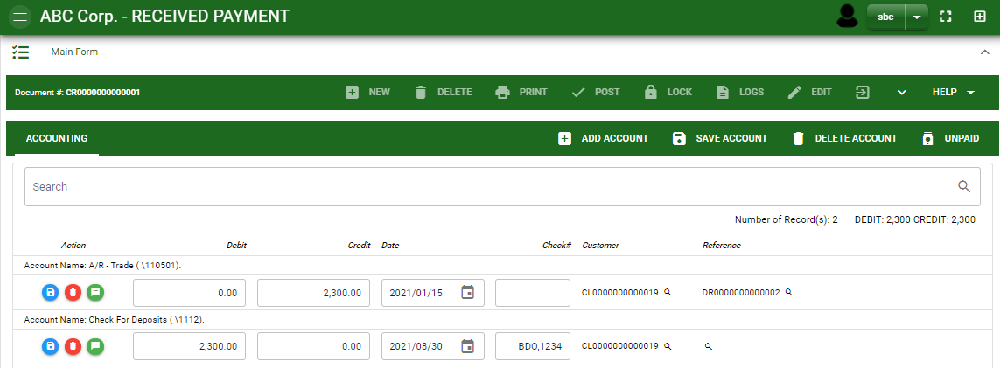 ABC Corp. - RECEIVED PAYMENT sbc
Main Form
Document #: CR0000000000001 NEW DELETE PRINT POST LOCK LOGS EDIT HELP
ACCOUNTING ADD ACCOUNT SAVE ACCOUNT DELETE ACCOUNT UNPAID
Search
Number of Record(s): 2 DEBIT: 2,300 CREDIT: 2,300
Action Debit Credit Date Check# Customer Reference
Account Name: A/R - Trade ( \110501).
0.00 2,300.00 2021/01/15 CL0000000000019 DR0000000000002
Account Name: Check For Deposits ( \1112).
2,300.00 0.00 2021/08/30 BDO,1234 CL0000000000019